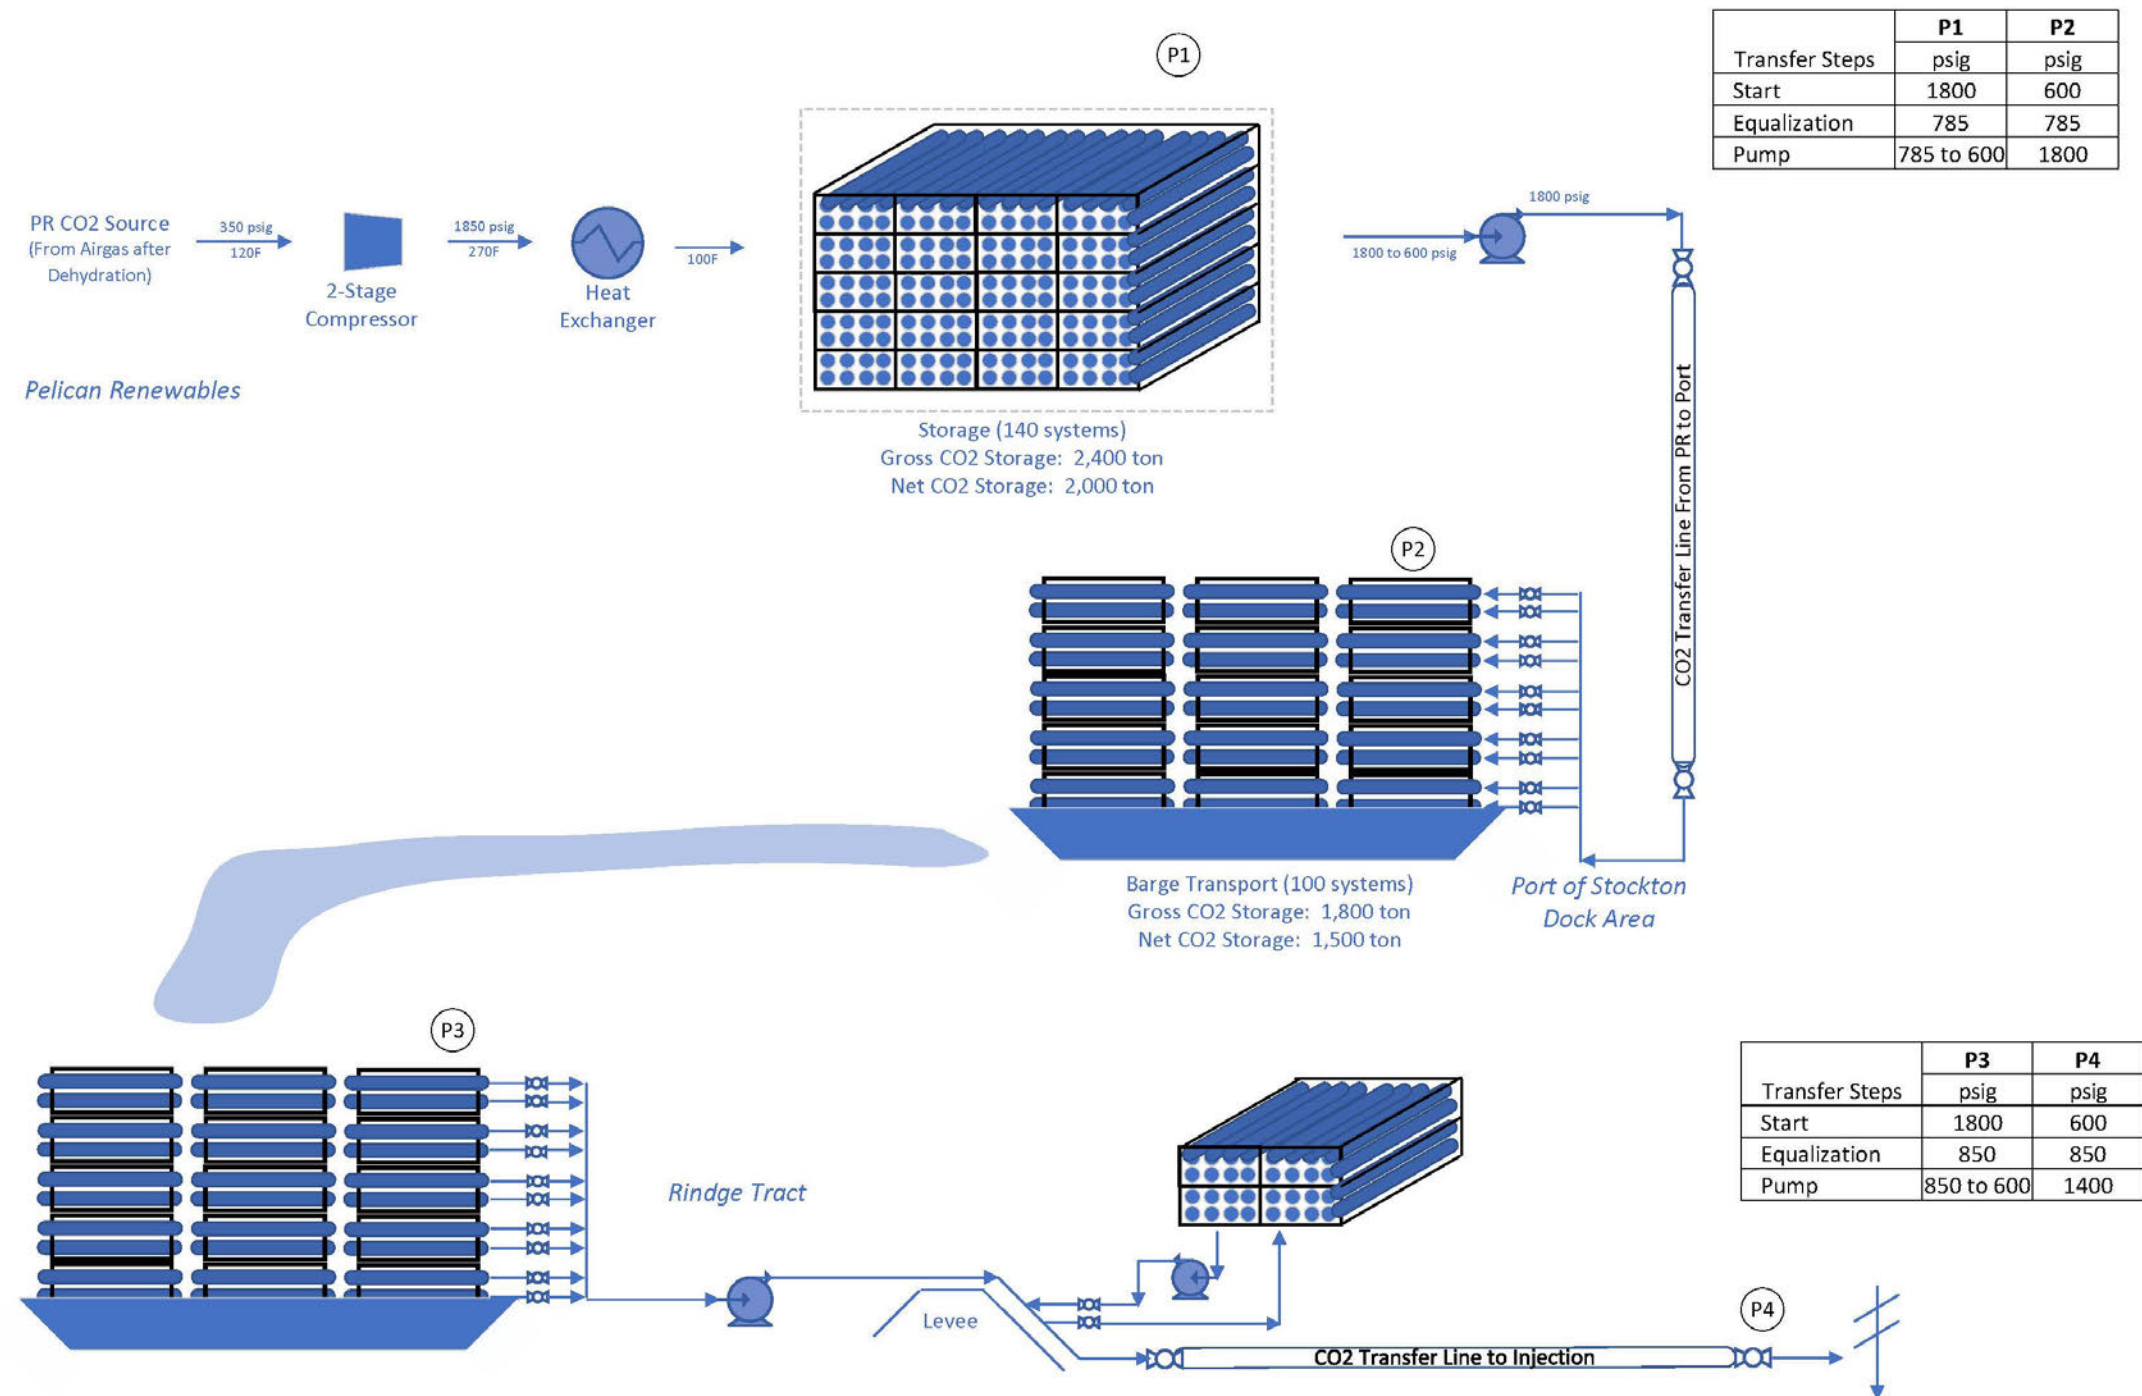 P1
P1 P2
Transfer Steps psig psig
Start 1800 600
Equalization 785 785
Pump 785 to 600 1800
PR CO2 Source
(From Airgas after
Dehydration)
350 psig
120F
2-Stage
Compressor
1850 psig
270F
Heat
Exchanger
100F
1800 to 600 psig
1800 psig
Pelican Renewables
Storage (140 systems)
Gross CO2 Storage: 2,400 ton
Net CO2 Storage: 2,000 ton
CO2 Transfer Line From PR to Port
P2
Barge Transport (100 systems)
Gross CO2 Storage: 1,800 ton
Net CO2 Storage: 1,500 ton
Port of Stockton
Dock Area
P3
P3 P4
Transfer Steps psig psig
Start 1800 600
Equalization 850 850
Pump 850 to 600 1400
Rindge Tract
Levee
P4
CO2 Transfer Line to Injection